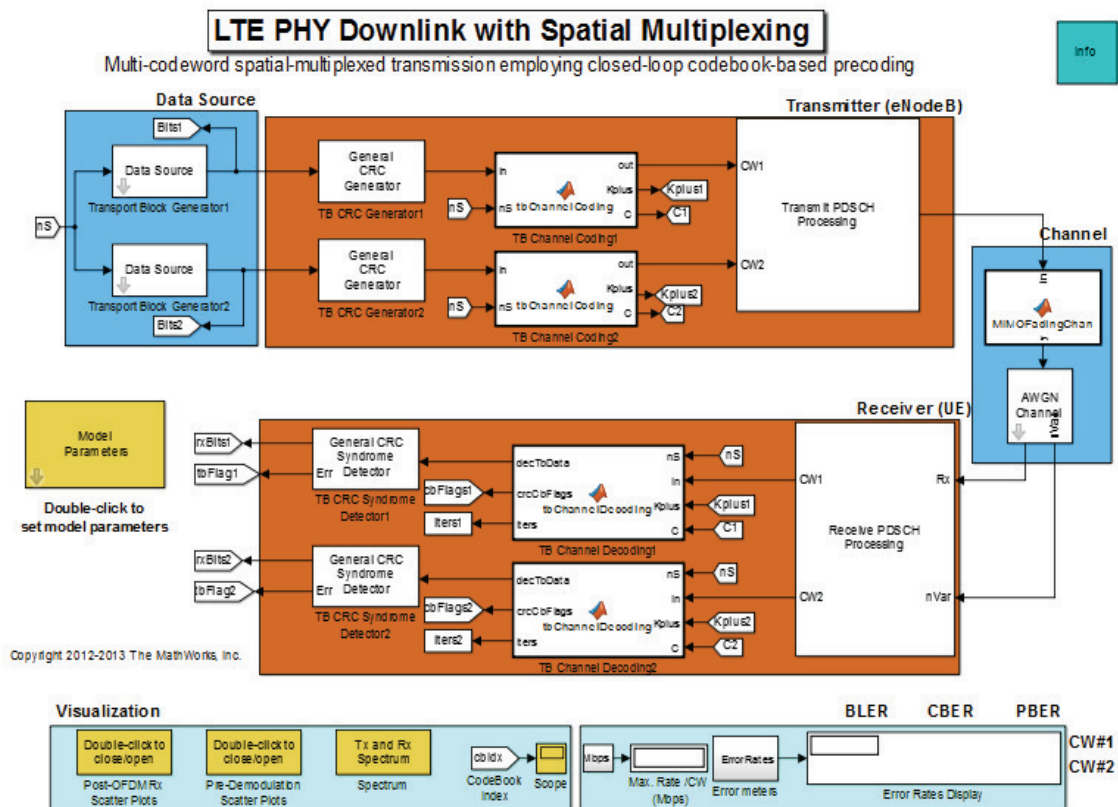 LTE PHY Downlink with Spatial Multiplexing
Info
Multi-codeword spatial-multiplexed transmission employing closed-loop codebook-based precoding
Data Source
Transmitter (eNodeB)
Bits1
Data Source
Transport Block Generator1
nS
Data Source
Transport Block Generator2
Bits2
General
CRC
Generator
TB CRC Generator1
General
CRC
Generator
TB CRC Generator2
In
out
Kplus
nS
tbChannelCoding
C
TB Channel Coding1
nS
Kplus1
C1
In
out
Kplus
nS
tbChannelCoding
C
TB Channel Coding2
nS
Kplus2
C2
CW1
Transmit PDSCH
Processing
CW2
Channel
In
MIMOFadingChan
AWGN
Channel
nVar
Model
Parameters
Double-click to
set model parameters
Receiver (UE)
rxBits1
tbFlag1
General CRC
Syndrome
Detector
Err
TB CRC Syndrome
Detector1
cbFlags1
Iters1
decTbData
nS
In
crcCbFlags
Kplus
tbChannelDecoding
Iters
C
TB Channel Decoding1
nS
Kplus1
C1
rxBits2
tbFlag2
General CRC
Syndrome
Detector
Err
TB CRC Syndrome
Detector2
cbFlags2
Iters2
decTbData
nS
In
crcCbFlags
Kplus
tbChannelDecoding
Iters
C
TB Channel Decoding2
nS
Kplus2
C2
CW1
Rx
Receive PDSCH
Processing
CW2
nVar
Copyright 2012-2013 The MathWorks, Inc.
Visualization
BLER CBER PBER
Double-click to
close/open
Post-OFDM Rx
Scatter Plots
Double-click to
close/open
Pre-Demodulation
Scatter Plots
Tx and Rx
Spectrum
Spectrum
cbIdx
CodeBook
Index
Scope
Mbps
Max. Rate /CW
(Mbps)
ErrorRates
Error meters
Error Rates Display
CW#1
CW#2